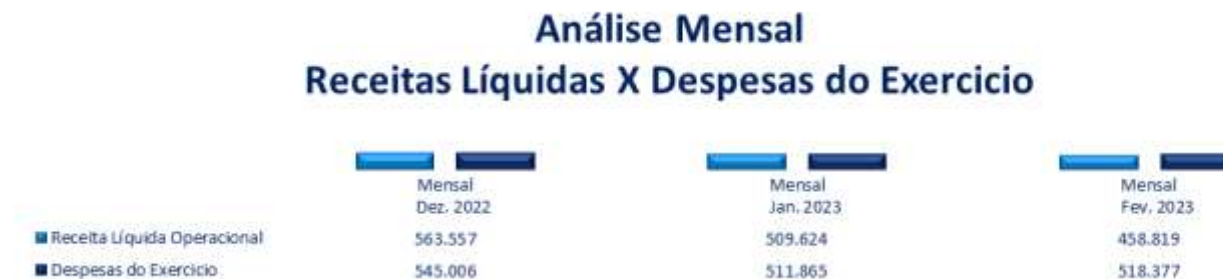 Análise Mensal
Receitas Líquidas X Despesas do Exercicio
Mensal Mensal Mensal
Dez. 2022 Jan. 2023 Fev. 2023
Receita Líquida Operacional 563.557 509.624 458.819
Despesas do Exercicio 545.006 511.865 518.377